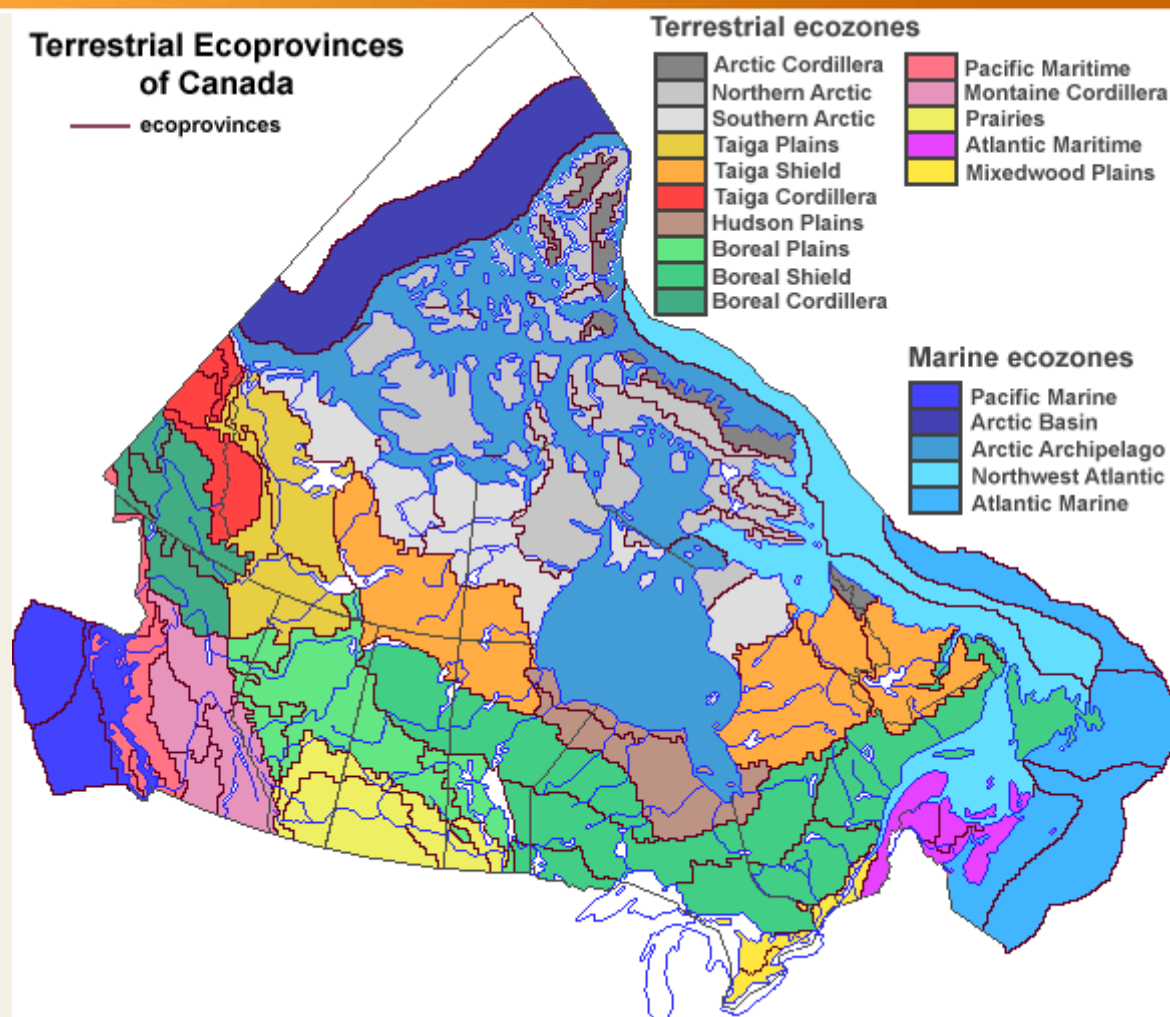 Terrestrial Ecoprovinces
of Canada
ecoprovinces
Terrestrial ecozones
Arctic Cordillera
Northern Arctic
Southern Arctic
Taiga Plains
Taiga Shield
Taiga Cordillera
Hudson Plains
Boreal Plains
Boreal Shield
Boreal Cordillera
Pacific Maritime
Montaine Cordillera
Prairies
Atlantic Maritime
Mixedwood Plains
Marine ecozones
Pacific Marine
Arctic Basin
Arctic Archipelago
Northwest Atlantic
Atlantic Marine